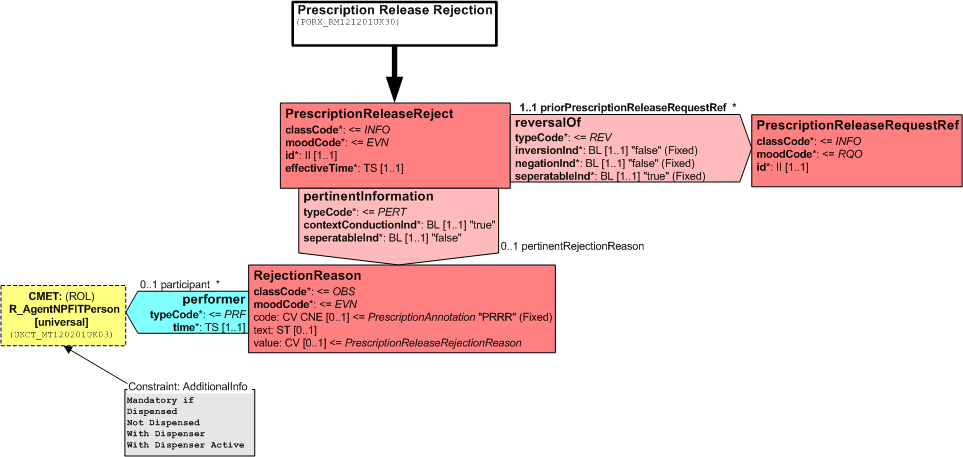 Prescription Release Rejection
(PORX_RM121201UK30)
PrescriptionReleaseReject
classCode*: <= INFO
moodCode*: <= EVN
id*: II [1..1]
effectiveTime*: TS [1..1]
1..1 priorPrescriptionReleaseRequestRef *
reversalOf
typeCode*: <= REV
inversionInd*: BL [1..1] "false" (Fixed)
negationInd*: BL [1..1] "false" (Fixed)
seperatableInd*: BL [1..1] "true" (Fixed)
PrescriptionReleaseRequestRef
classCode*: <= INFO
moodCode*: <= RQO
id*: II [1..1]
pertinentInformation
typeCode*: <= PERT
contextConductionInd*: BL [1..1] "true"
seperatableInd*: BL [1..1] "false"
0..1 pertinentRejectionReason
RejectionReason
classCode*: <= OBS
moodCode*: <= EVN
code: CV CNE [0..1] <= PrescriptionAnnotation "PRRR" (Fixed)
text: ST [0..1]
value: CV [0..1] <= PrescriptionReleaseRejectionReason
0..1 participant *
performer
typeCode*: <= PRF
time*: TS [1..1]
CMET: (ROL)
R_AgentNPFITPerson
[universal]
(UKCT_MT120201UK03)
Constraint: AdditionalInfo
Mandatory if
Dispensed
Not Dispensed
With Dispenser
With Dispenser Active